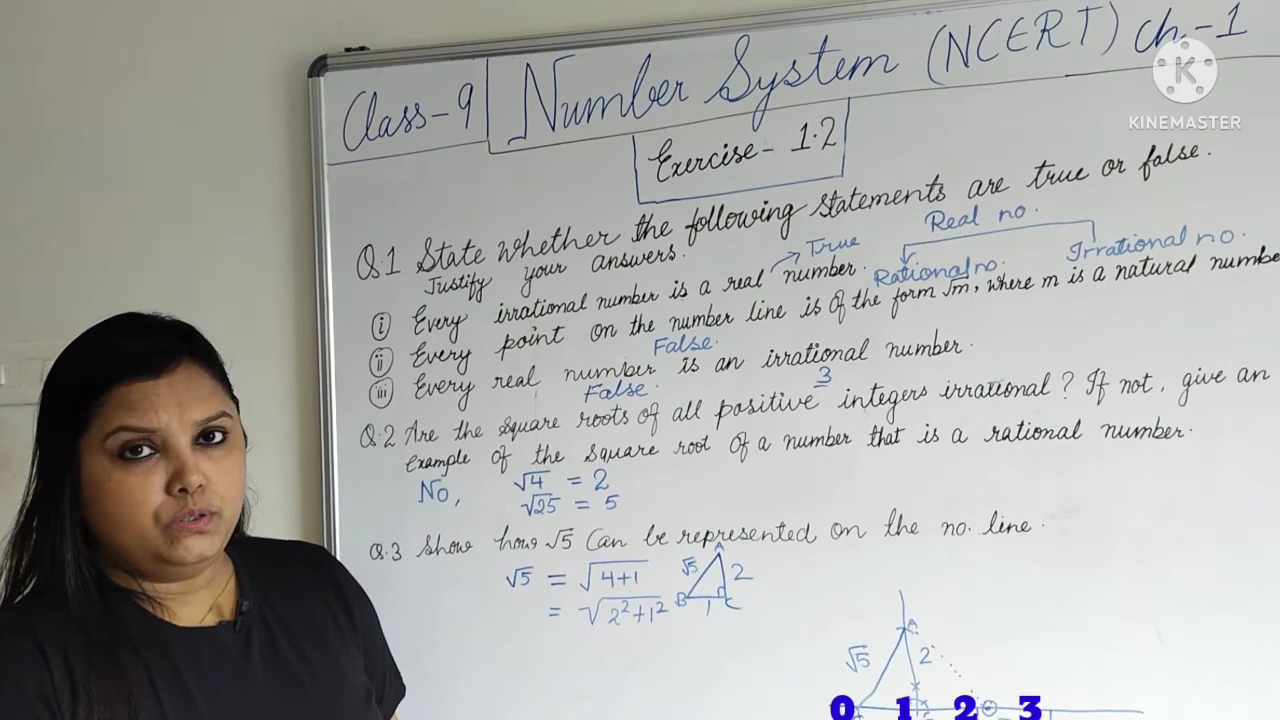 Class-9 Number System (NCERT) Ch-1
KINEMASTER
Exercise- 1.2
Q.1 State whether the following statements are true or false.
Justify your answers.
Real no.
Rational no. Irrational no.
True
(i) Every irrational number is a real number.
(ii) Every point on the number line is of the form √m, where m is a natural numbe
False.
(iii) Every real number is an irrational number.
False. 3
Q.2 Are the square roots of all positive integers irrational? If not, give an
example of the square root of a number that is a rational number.
No, √4 = 2
√25 = 5
Q.3 Show how √5 can be represented on the no. line.
√5 = √4+1
= √2²+1²
A
√5 2
B 1 C
A
√5 2
0 1 2 3